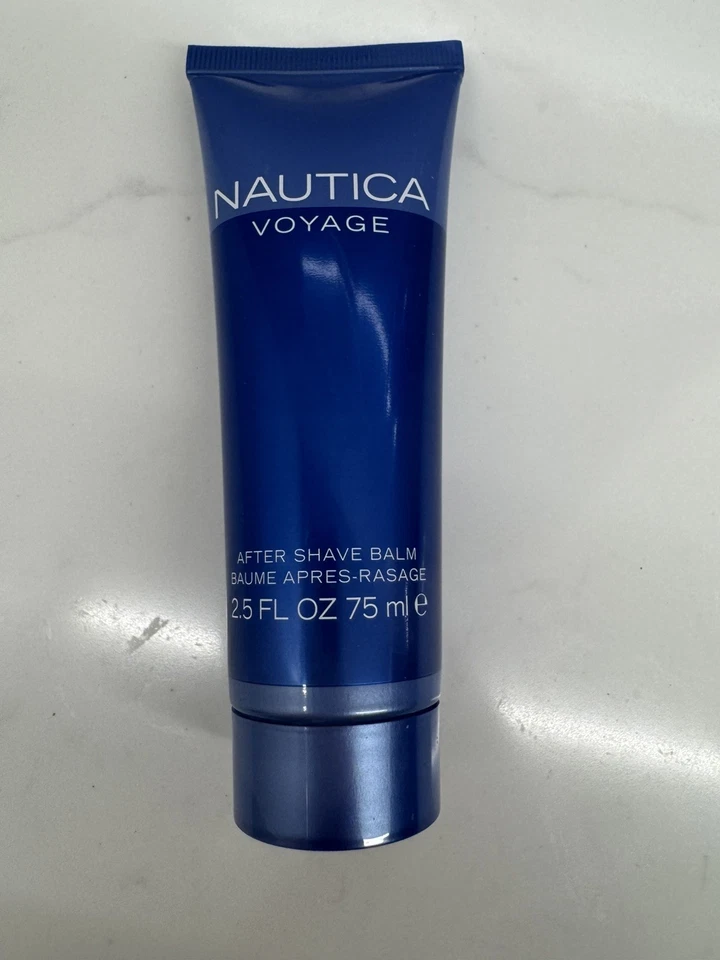 NAUTICA
VOYAGE
AFTER SHAVE BALM
BAUME APRES-RASAGE
2.5 FL OZ 75 ml e